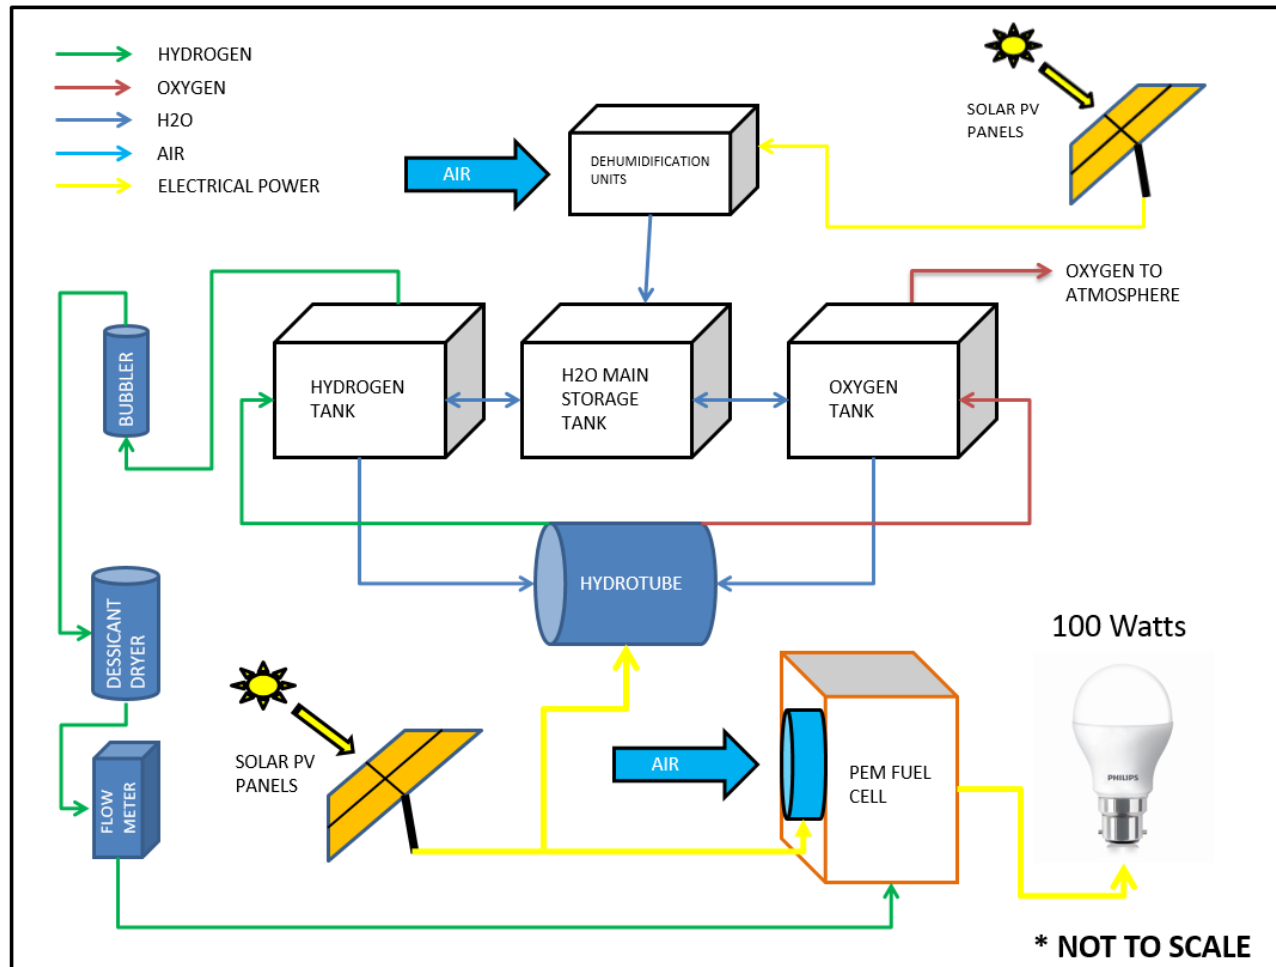 HYDROGEN
OXYGEN
H2O
AIR
ELECTRICAL POWER
SOLAR PV
PANELS
DEHUMIDIFICATION
UNITS
AIR
OXYGEN TO
ATMOSPHERE
BUBBLER
HYDROGEN
TANK
H2O MAIN
STORAGE
TANK
OXYGEN
TANK
HYDROTUBE
DESSICANT
DRYER
100 Watts
SOLAR PV
PANELS
AIR
PEM FUEL
CELL
PHILIPS
FLOW
METER
* NOT TO SCALE